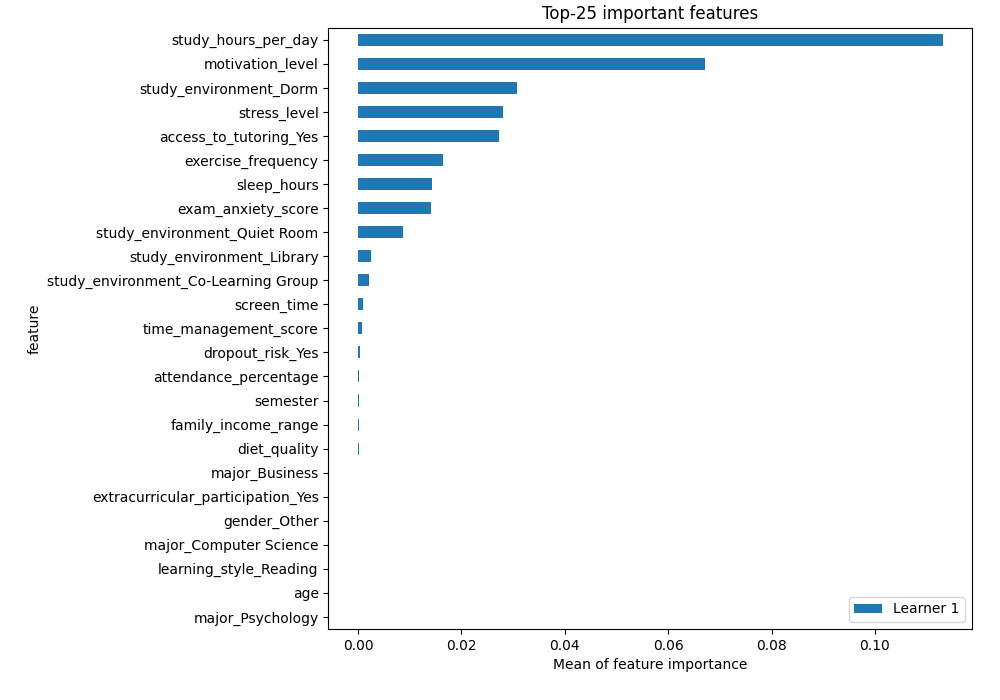 Top-25 important features
study_hours_per_day
motivation_level
study_environment_Dorm
stress_level
access_to_tutoring_Yes
exercise_frequency
sleep_hours
exam_anxiety_score
study_environment_Quiet Room
study_environment_Library
study_environment_Co-Learning Group
screen_time
time_management_score
dropout_risk_Yes
attendance_percentage
semester
family_income_range
diet_quality
major_Business
extracurricular_participation_Yes
gender_Other
major_Computer Science
learning_style_Reading
age
major_Psychology
feature
Learner 1
0.00 0.02 0.04 0.06 0.08 0.10
Mean of feature importance